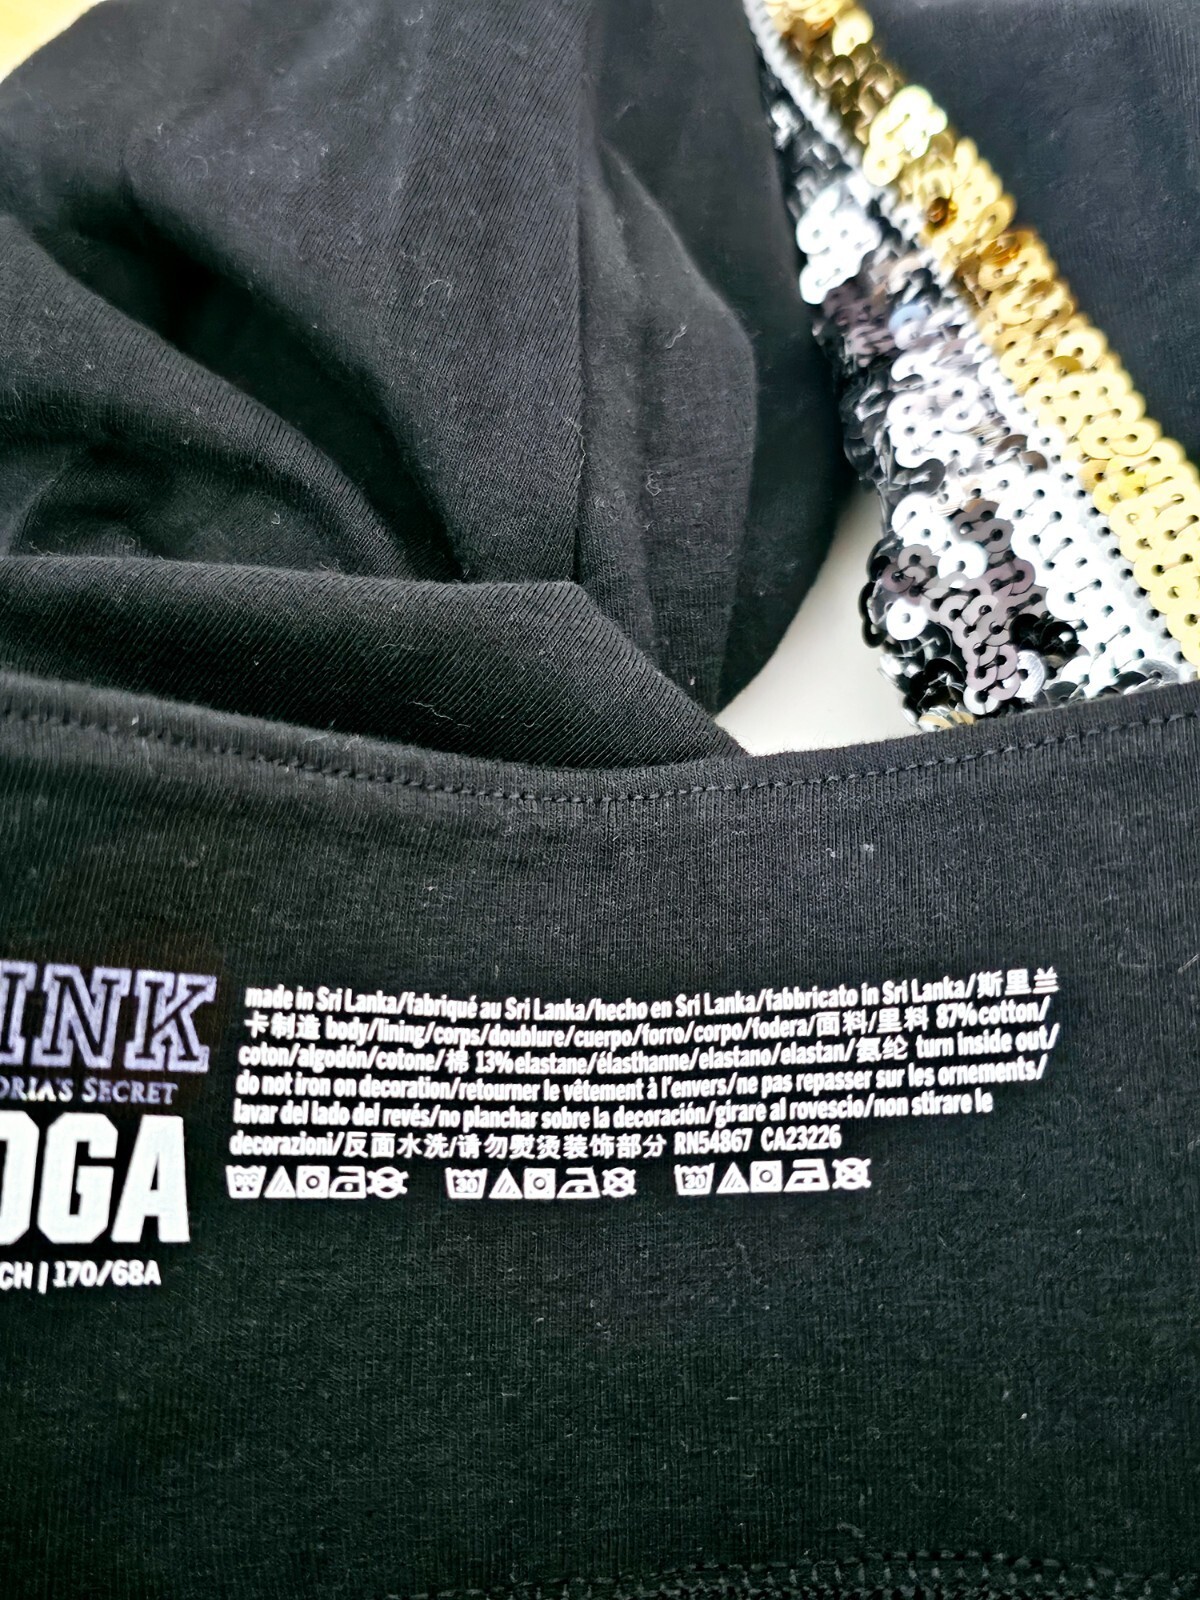 INK
ORIA'S SECRET
OGA
CH | 170/68A
made in Sri Lanka/fabriqué au Sri Lanka/hecho en Sri Lanka/fabbricato in Sri Lanka/斯里兰
卡制造 body/lining/corps/doublure/cuerpo/forro/corpo/fodera/面料/里料 87%cotton/
coton/algodón/cotone/棉 13%elastane/élasthanne/elastano/elastan/氨纶 turn inside out/
do not iron on decoration/retourner le vêtement à l'envers/ne pas repasser sur les ornements/
lavar del lado del revés/no planchar sobre la decoración/girare al rovescio/non stirare le
decorazioni/反面水洗/请勿熨烫装饰部分 RN54867 CA23226
30 30